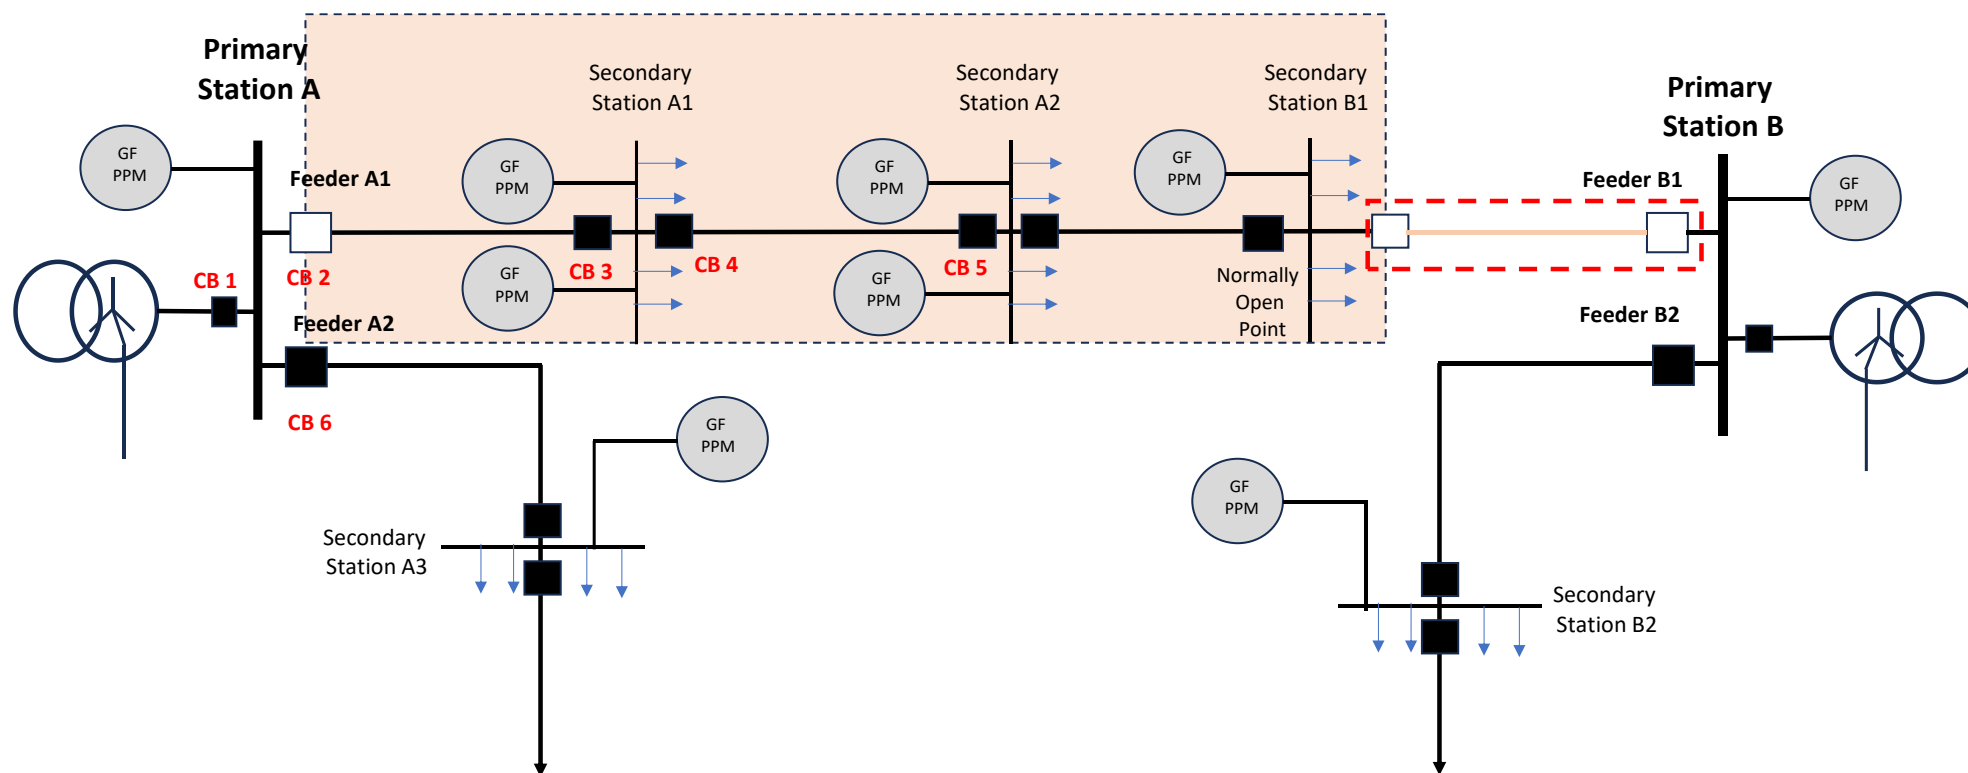 Primary
Station A
Secondary
Station A1
Secondary
Station A2
Secondary
Station B1
Primary
Station B
GF
PPM
GF
PPM
GF
PPM
GF
PPM
GF
PPM
Feeder A1
Feeder B1
CB 1
CB 2
CB 3
CB 4
CB 5
GF
PPM
GF
PPM
Normally
Open
Point
Feeder A2
Feeder B2
CB 6
GF
PPM
GF
PPM
Secondary
Station A3
Secondary
Station B2